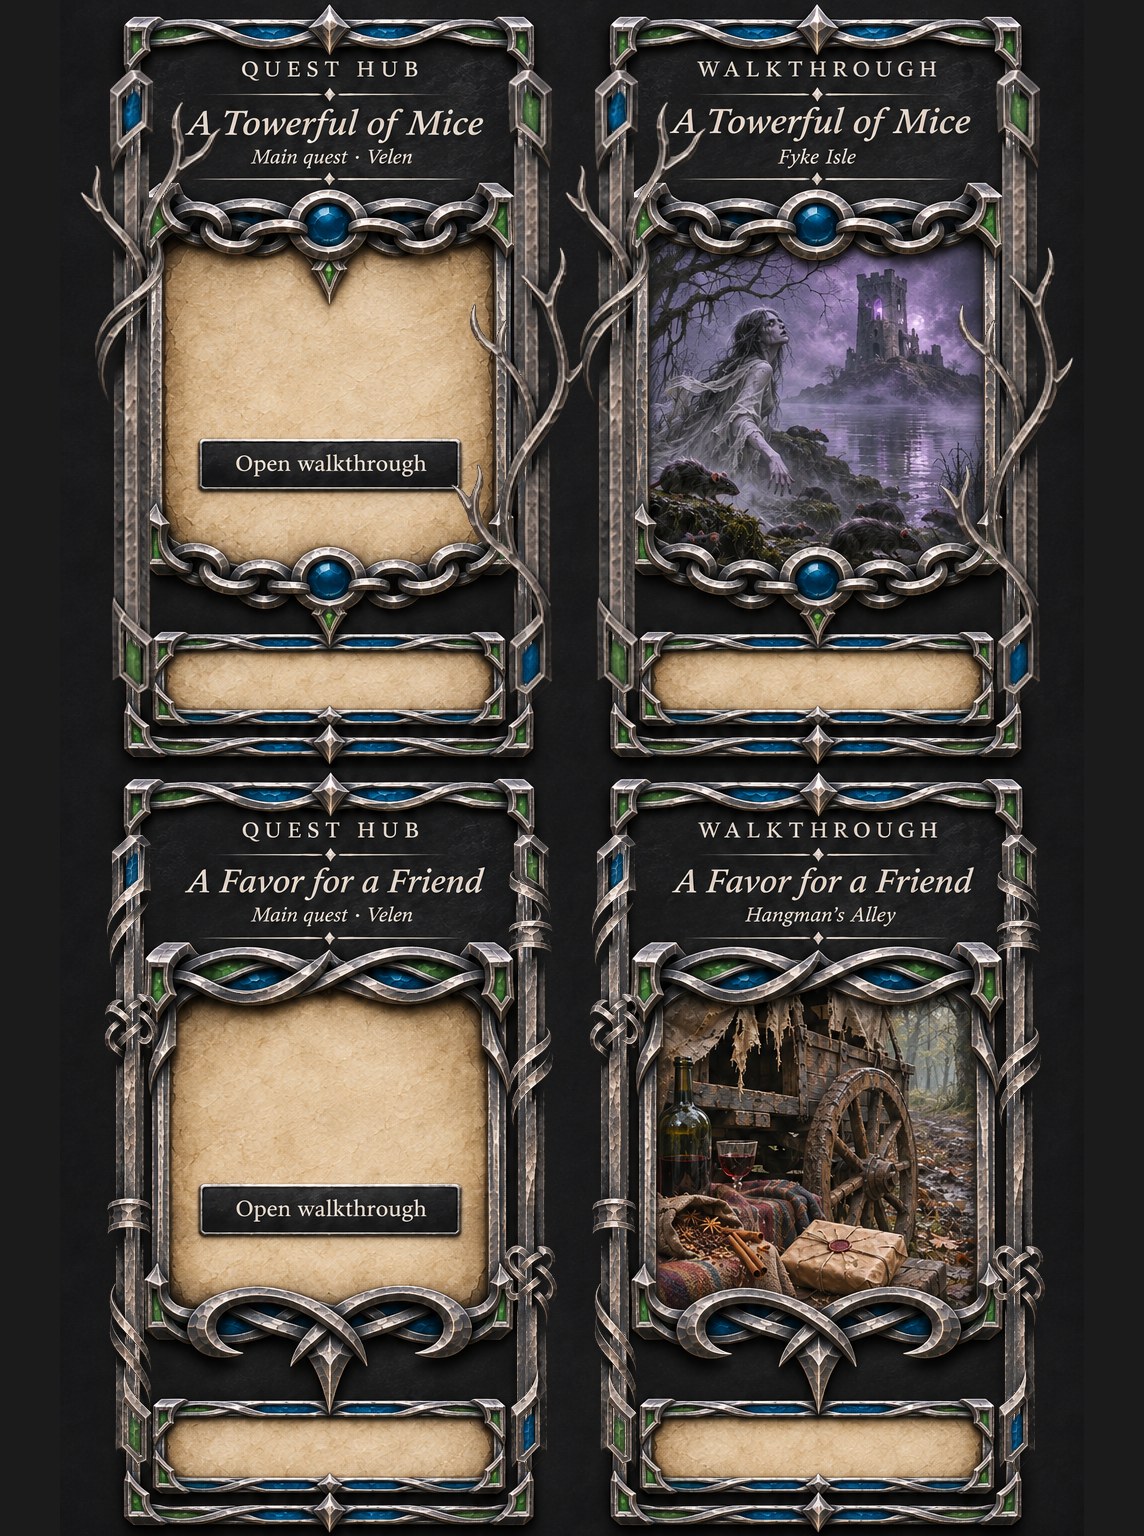 QUEST HUB
A Towerful of Mice
Main quest · Velen
Open walkthrough
WALKTHROUGH
A Towerful of Mice
Fyke Isle
QUEST HUB
A Favor for a Friend
Main quest · Velen
Open walkthrough
WALKTHROUGH
A Favor for a Friend
Hangman's Alley